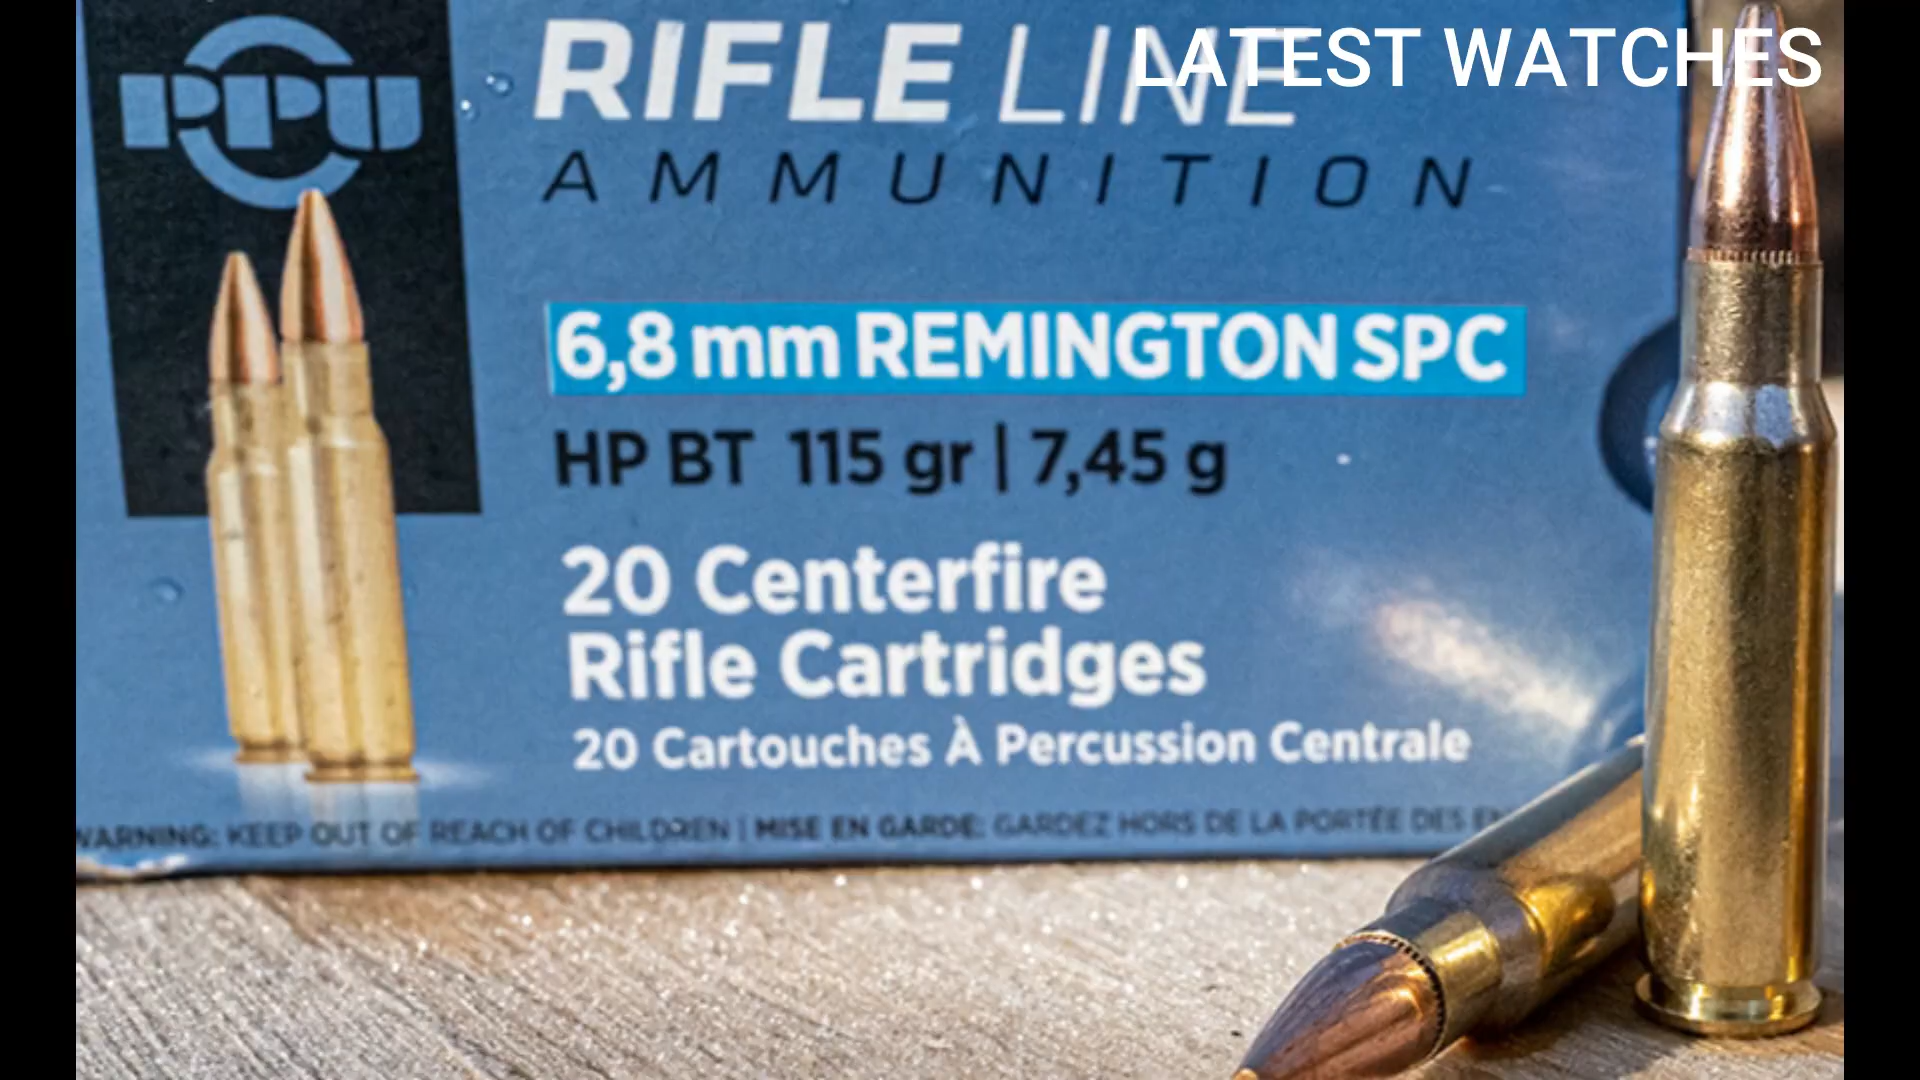 PPU
RIFLE LINE
LATEST WATCHES
AMMUNITION
6,8 mm REMINGTON SPC
HP BT 115 gr | 7,45 g
20 Centerfire
Rifle Cartridges
20 Cartouches À Percussion Centrale
WARNING: KEEP OUT OF REACH OF CHILDREN | MISE EN GARDE: GARDEZ HORS DE LA PORTÉE DES